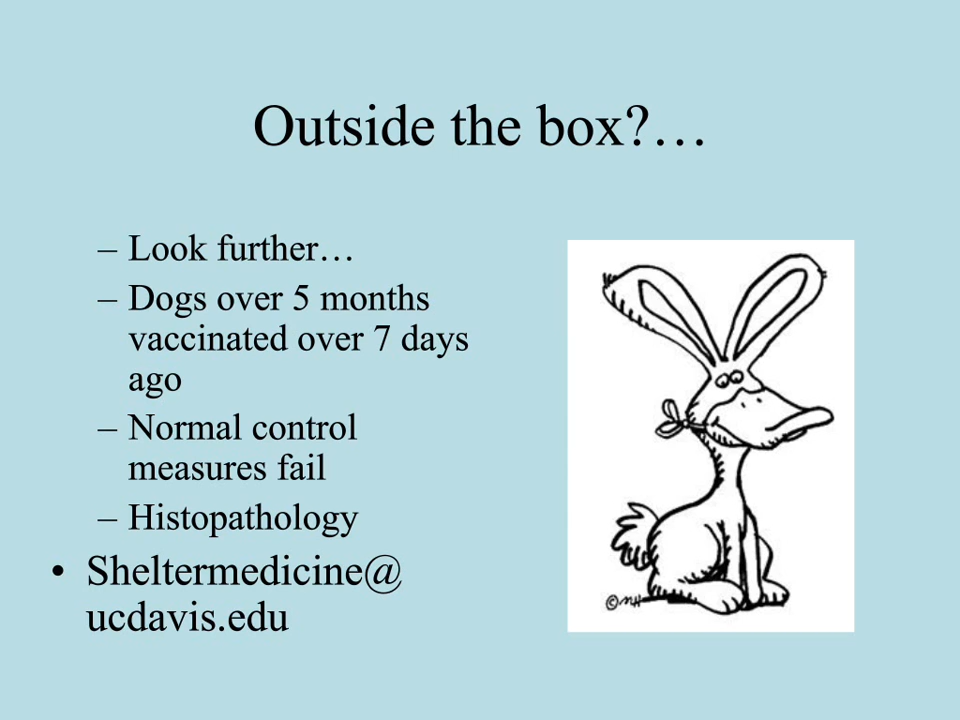 Outside the box?…
– Look further…
– Dogs over 5 months
vaccinated over 7 days
ago
– Normal control
measures fail
– Histopathology
• Sheltermedicine@
ucdavis.edu